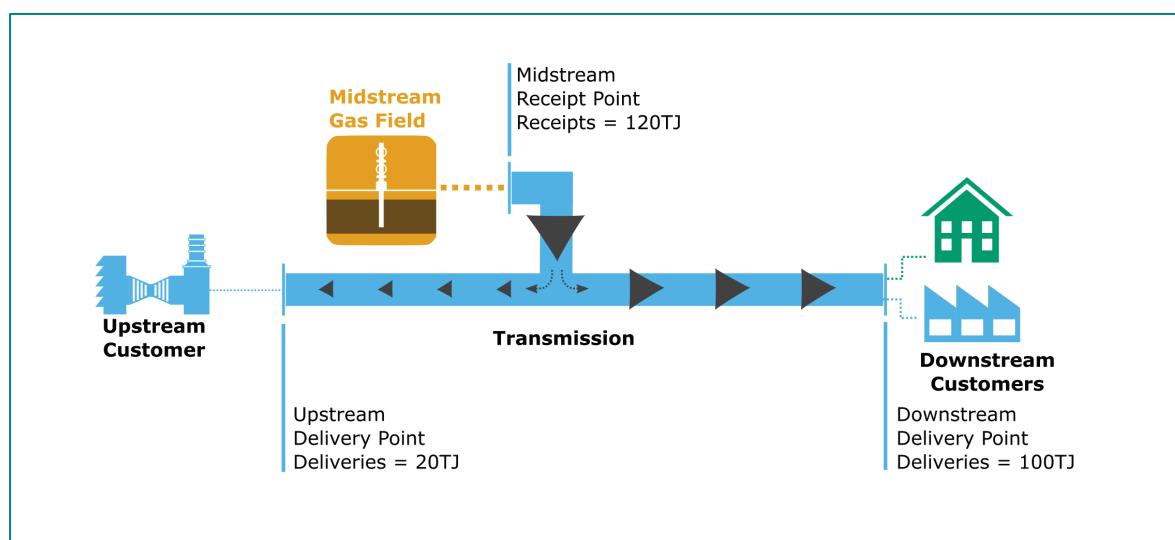 Midstream
Receipt Point
Receipts = 120TJ
Midstream
Gas Field
Upstream
Customer
Transmission
Downstream
Customers
Upstream
Delivery Point
Deliveries = 20TJ
Downstream
Delivery Point
Deliveries = 100TJ